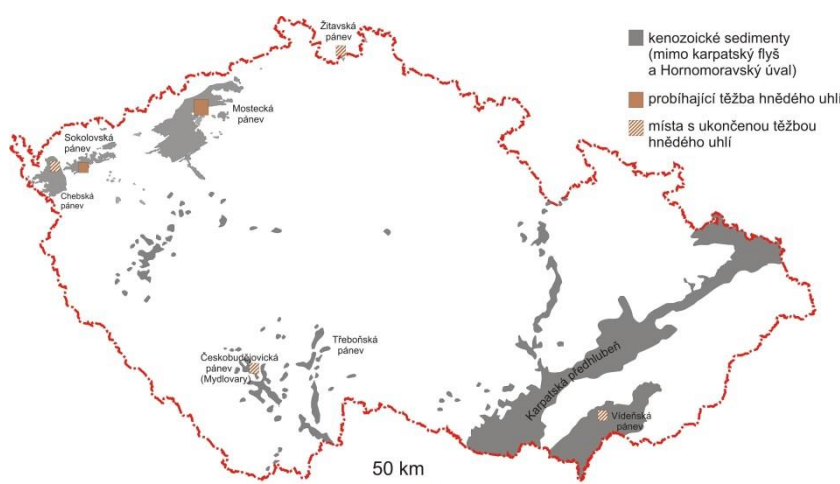 Žitavská
pánev
kenozoické sedimenty
(mimo karpatský flyš
a Hornomoravský úval)
probíhající těžba hnědého uhlí
místa s ukončenou těžbou
hnědého uhlí
Mostecká
pánev
Sokolovská
pánev
Chebská
pánev
Třeboňská
pánev
Českobudějovická
pánev
(Mydlovary)
Karpatská předhlubeň
Vídeňská
pánev
50 km